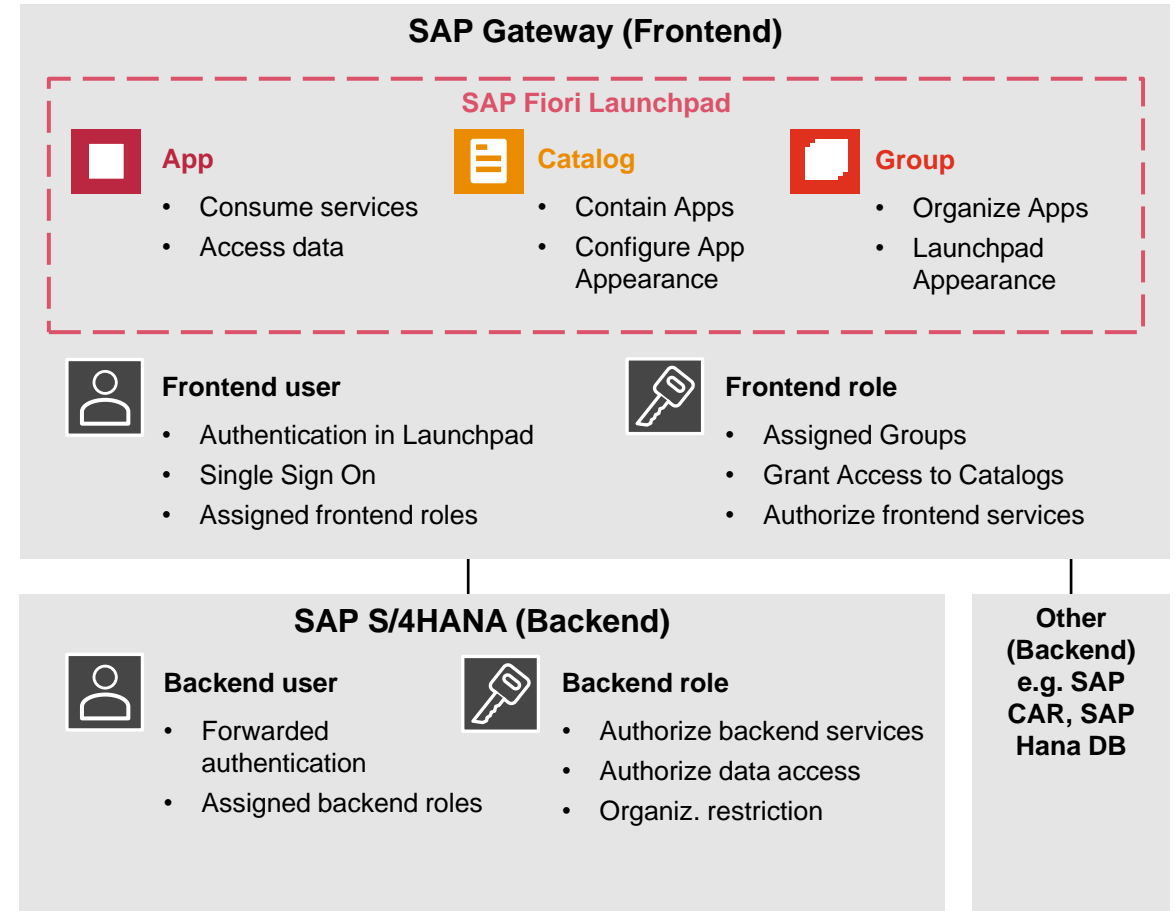 SAP Gateway (Frontend)
SAP Fiori Launchpad
App
• Consume services
• Access data
Catalog
• Contain Apps
• Configure App
Appearance
Group
• Organize Apps
• Launchpad
Appearance
Frontend user
• Authentication in Launchpad
• Single Sign On
• Assigned frontend roles
Frontend role
• Assigned Groups
• Grant Access to Catalogs
• Authorize frontend services
SAP S/4HANA (Backend)
Backend user
• Forwarded
authentication
• Assigned backend roles
Backend role
• Authorize backend services
• Authorize data access
• Organiz. restriction
Other
(Backend)
e.g. SAP
CAR, SAP
Hana DB